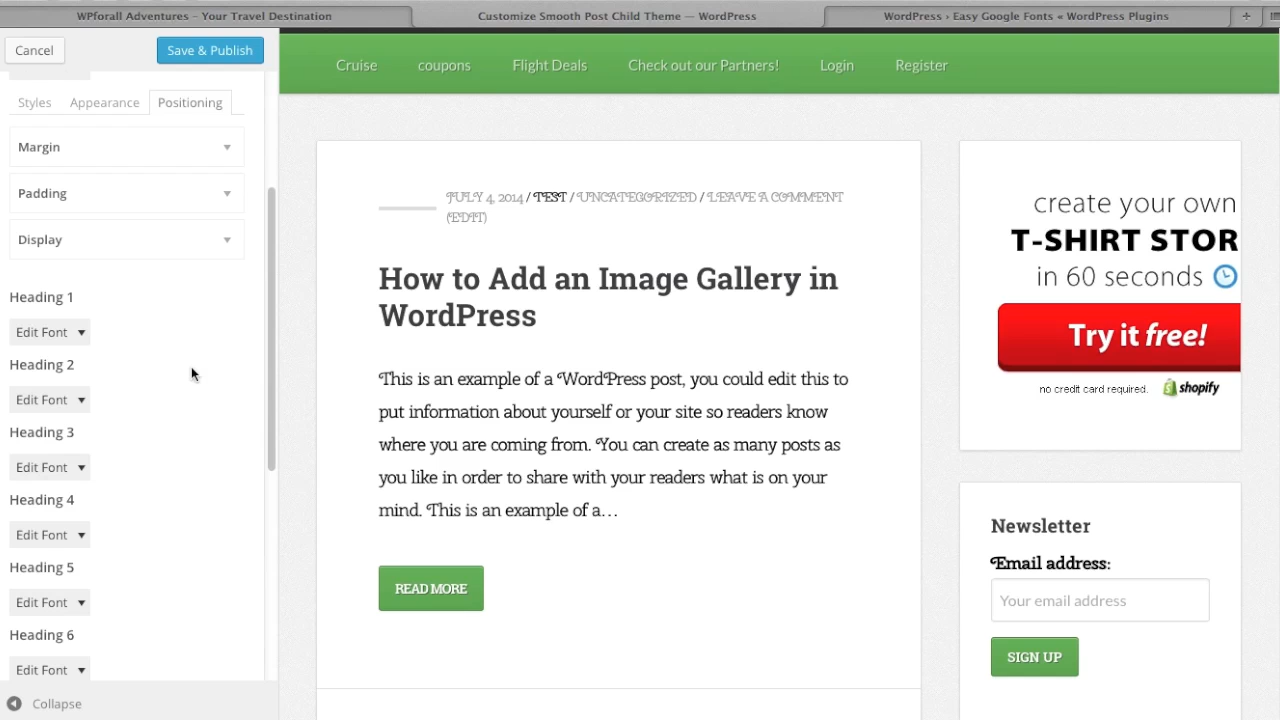 WPforall Adventures – Your Travel Destination
Customize Smooth Post Child Theme — WordPress
WordPress › Easy Google Fonts « WordPress Plugins
+
Cancel
Save & Publish
Styles
Appearance
Positioning
Margin
Padding
Display
Heading 1
Edit Font
Heading 2
Edit Font
Heading 3
Edit Font
Heading 4
Edit Font
Heading 5
Edit Font
Heading 6
Edit Font
Collapse
Cruise
coupons
Flight Deals
Check out our Partners!
Login
Register
JULY 4, 2014 / TEST / UNCATEGORIZED / LEAVE A COMMENT
(EDIT)
How to Add an Image Gallery in
WordPress
This is an example of a WordPress post, you could edit this to
put information about yourself or your site so readers know
where you are coming from. You can create as many posts as
you like in order to share with your readers what is on your
mind. This is an example of a…
READ MORE
create your own
T-SHIRT STOR
in 60 seconds
Try it free!
no credit card required.
shopify
Newsletter
Email address:
Your email address
SIGN UP